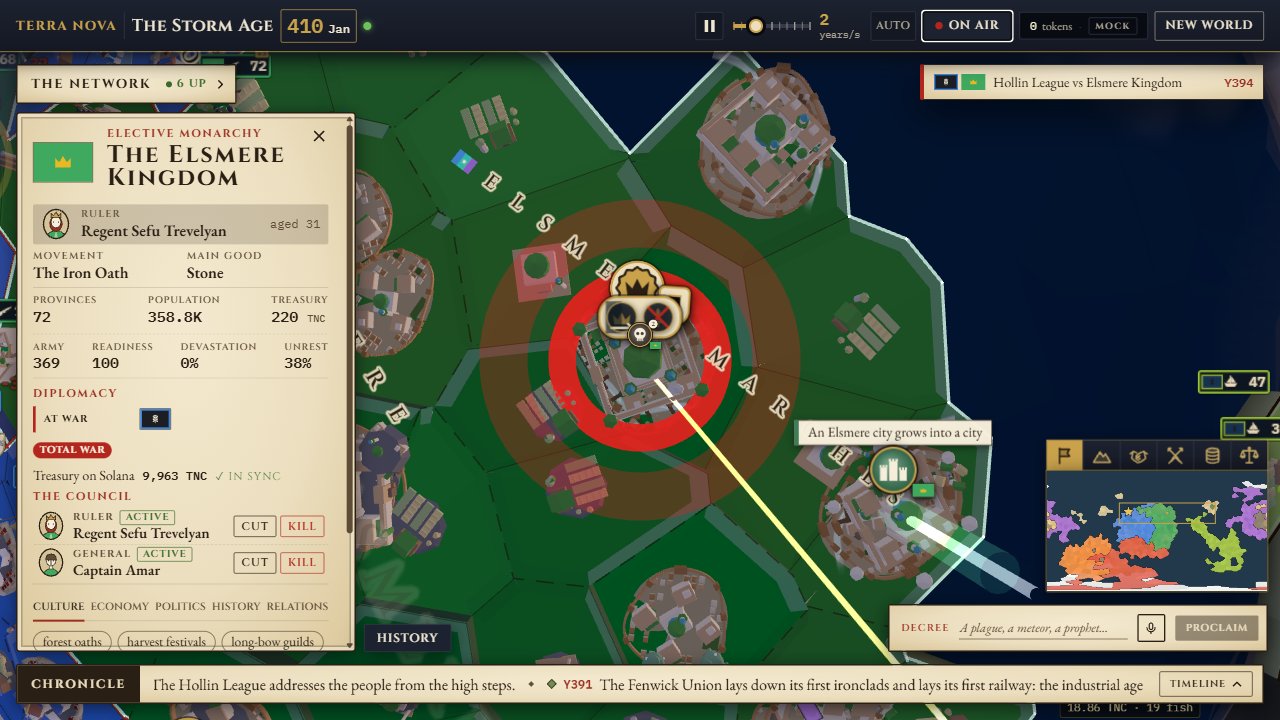 TERRA NOVA
THE STORM AGE
410 Jan
2 years/s
AUTO
ON AIR
0 tokens · MOCK
NEW WORLD
72
THE NETWORK
6 UP
Hollin League vs Elsmere Kingdom Y394
ELECTIVE MONARCHY
THE ELSMERE KINGDOM
RULER
Regent Sefu Trevelyan
aged 31
MOVEMENT
The Iron Oath
MAIN GOOD
Stone
PROVINCES
72
POPULATION
358.8K
TREASURY
220 TNC
ARMY
369
READINESS
100
DEVASTATION
0%
UNREST
38%
DIPLOMACY
AT WAR
TOTAL WAR
Treasury on Solana 9,963 TNC ✓ IN SYNC
THE COUNCIL
RULER ACTIVE
Regent Sefu Trevelyan
CUT KILL
GENERAL ACTIVE
Captain Amar
CUT KILL
CULTURE ECONOMY POLITICS HISTORY RELATIONS
forest oaths harvest festivals long-bow guilds
ELSME
MAR
RE
An Elsmere city grows into a city
47
3
HISTORY
DECREE A plague, a meteor, a prophet...
PROCLAIM
CHRONICLE
The Hollin League addresses the people from the high steps. ◆ Y391 The Fenwick Union lays down its first ironclads and lays its first railway: the industrial age
TIMELINE
18.86 TNC · 19 fish